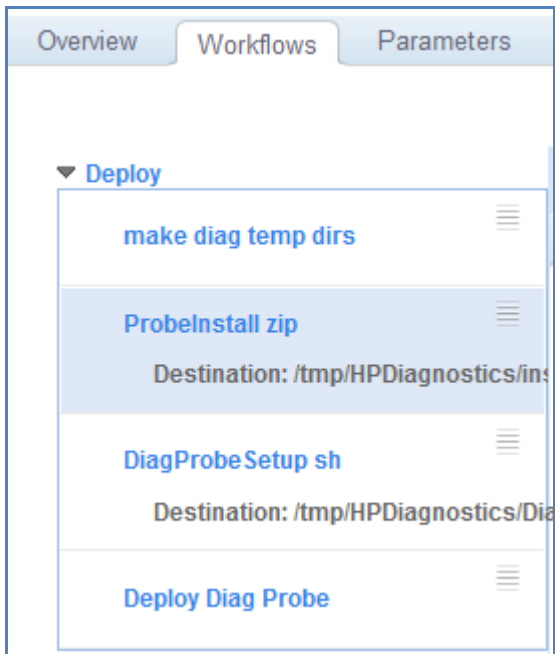 Overview Workflows Parameters
Deploy
make diag temp dirs
ProbeInstall zip
Destination: /tmp/HPDiagnostics/ins
DiagProbeSetup sh
Destination: /tmp/HPDiagnostics/Dia
Deploy Diag Probe